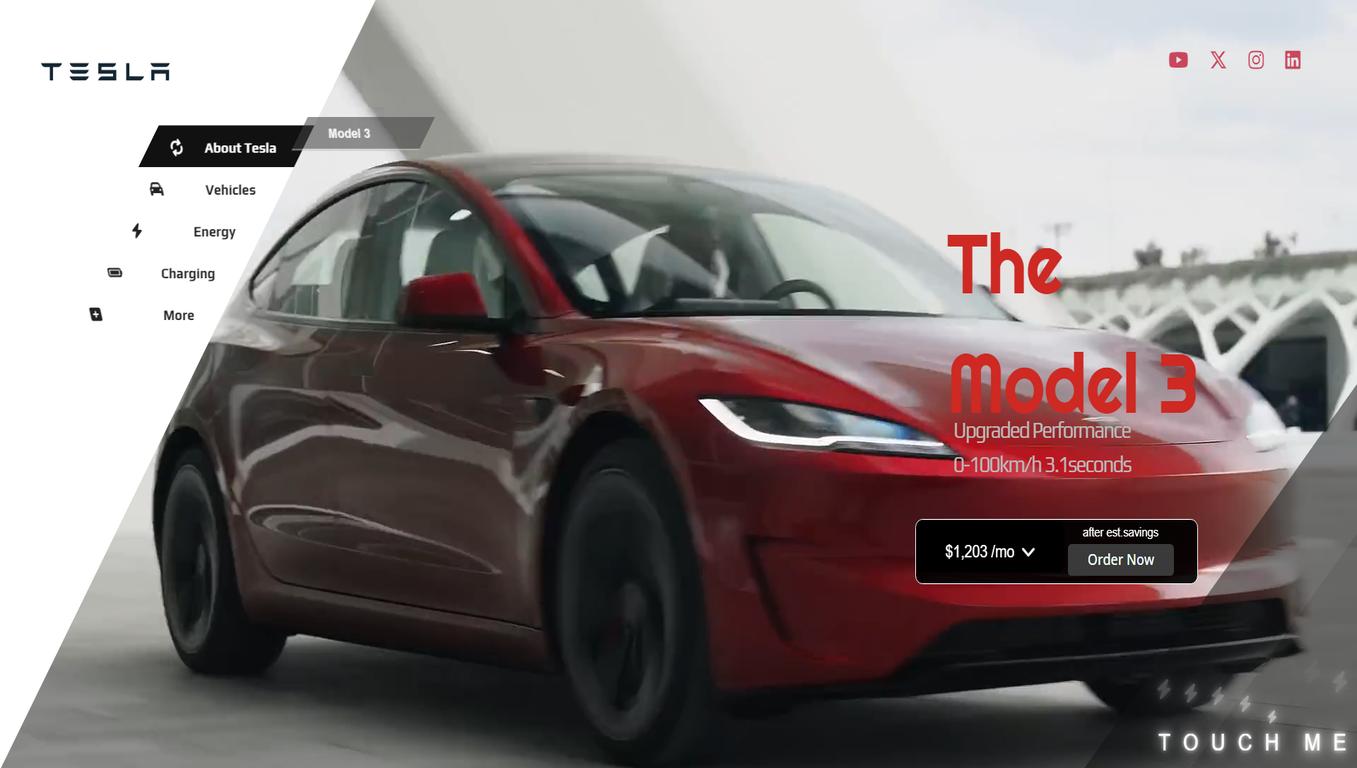 TESLA
About Tesla
Model 3
Vehicles
Energy
Charging
More
The
Model 3
Upgraded Performance
0-100km/h 3.1seconds
$1,203 /mo
after est.savings
Order Now
TOUCH ME